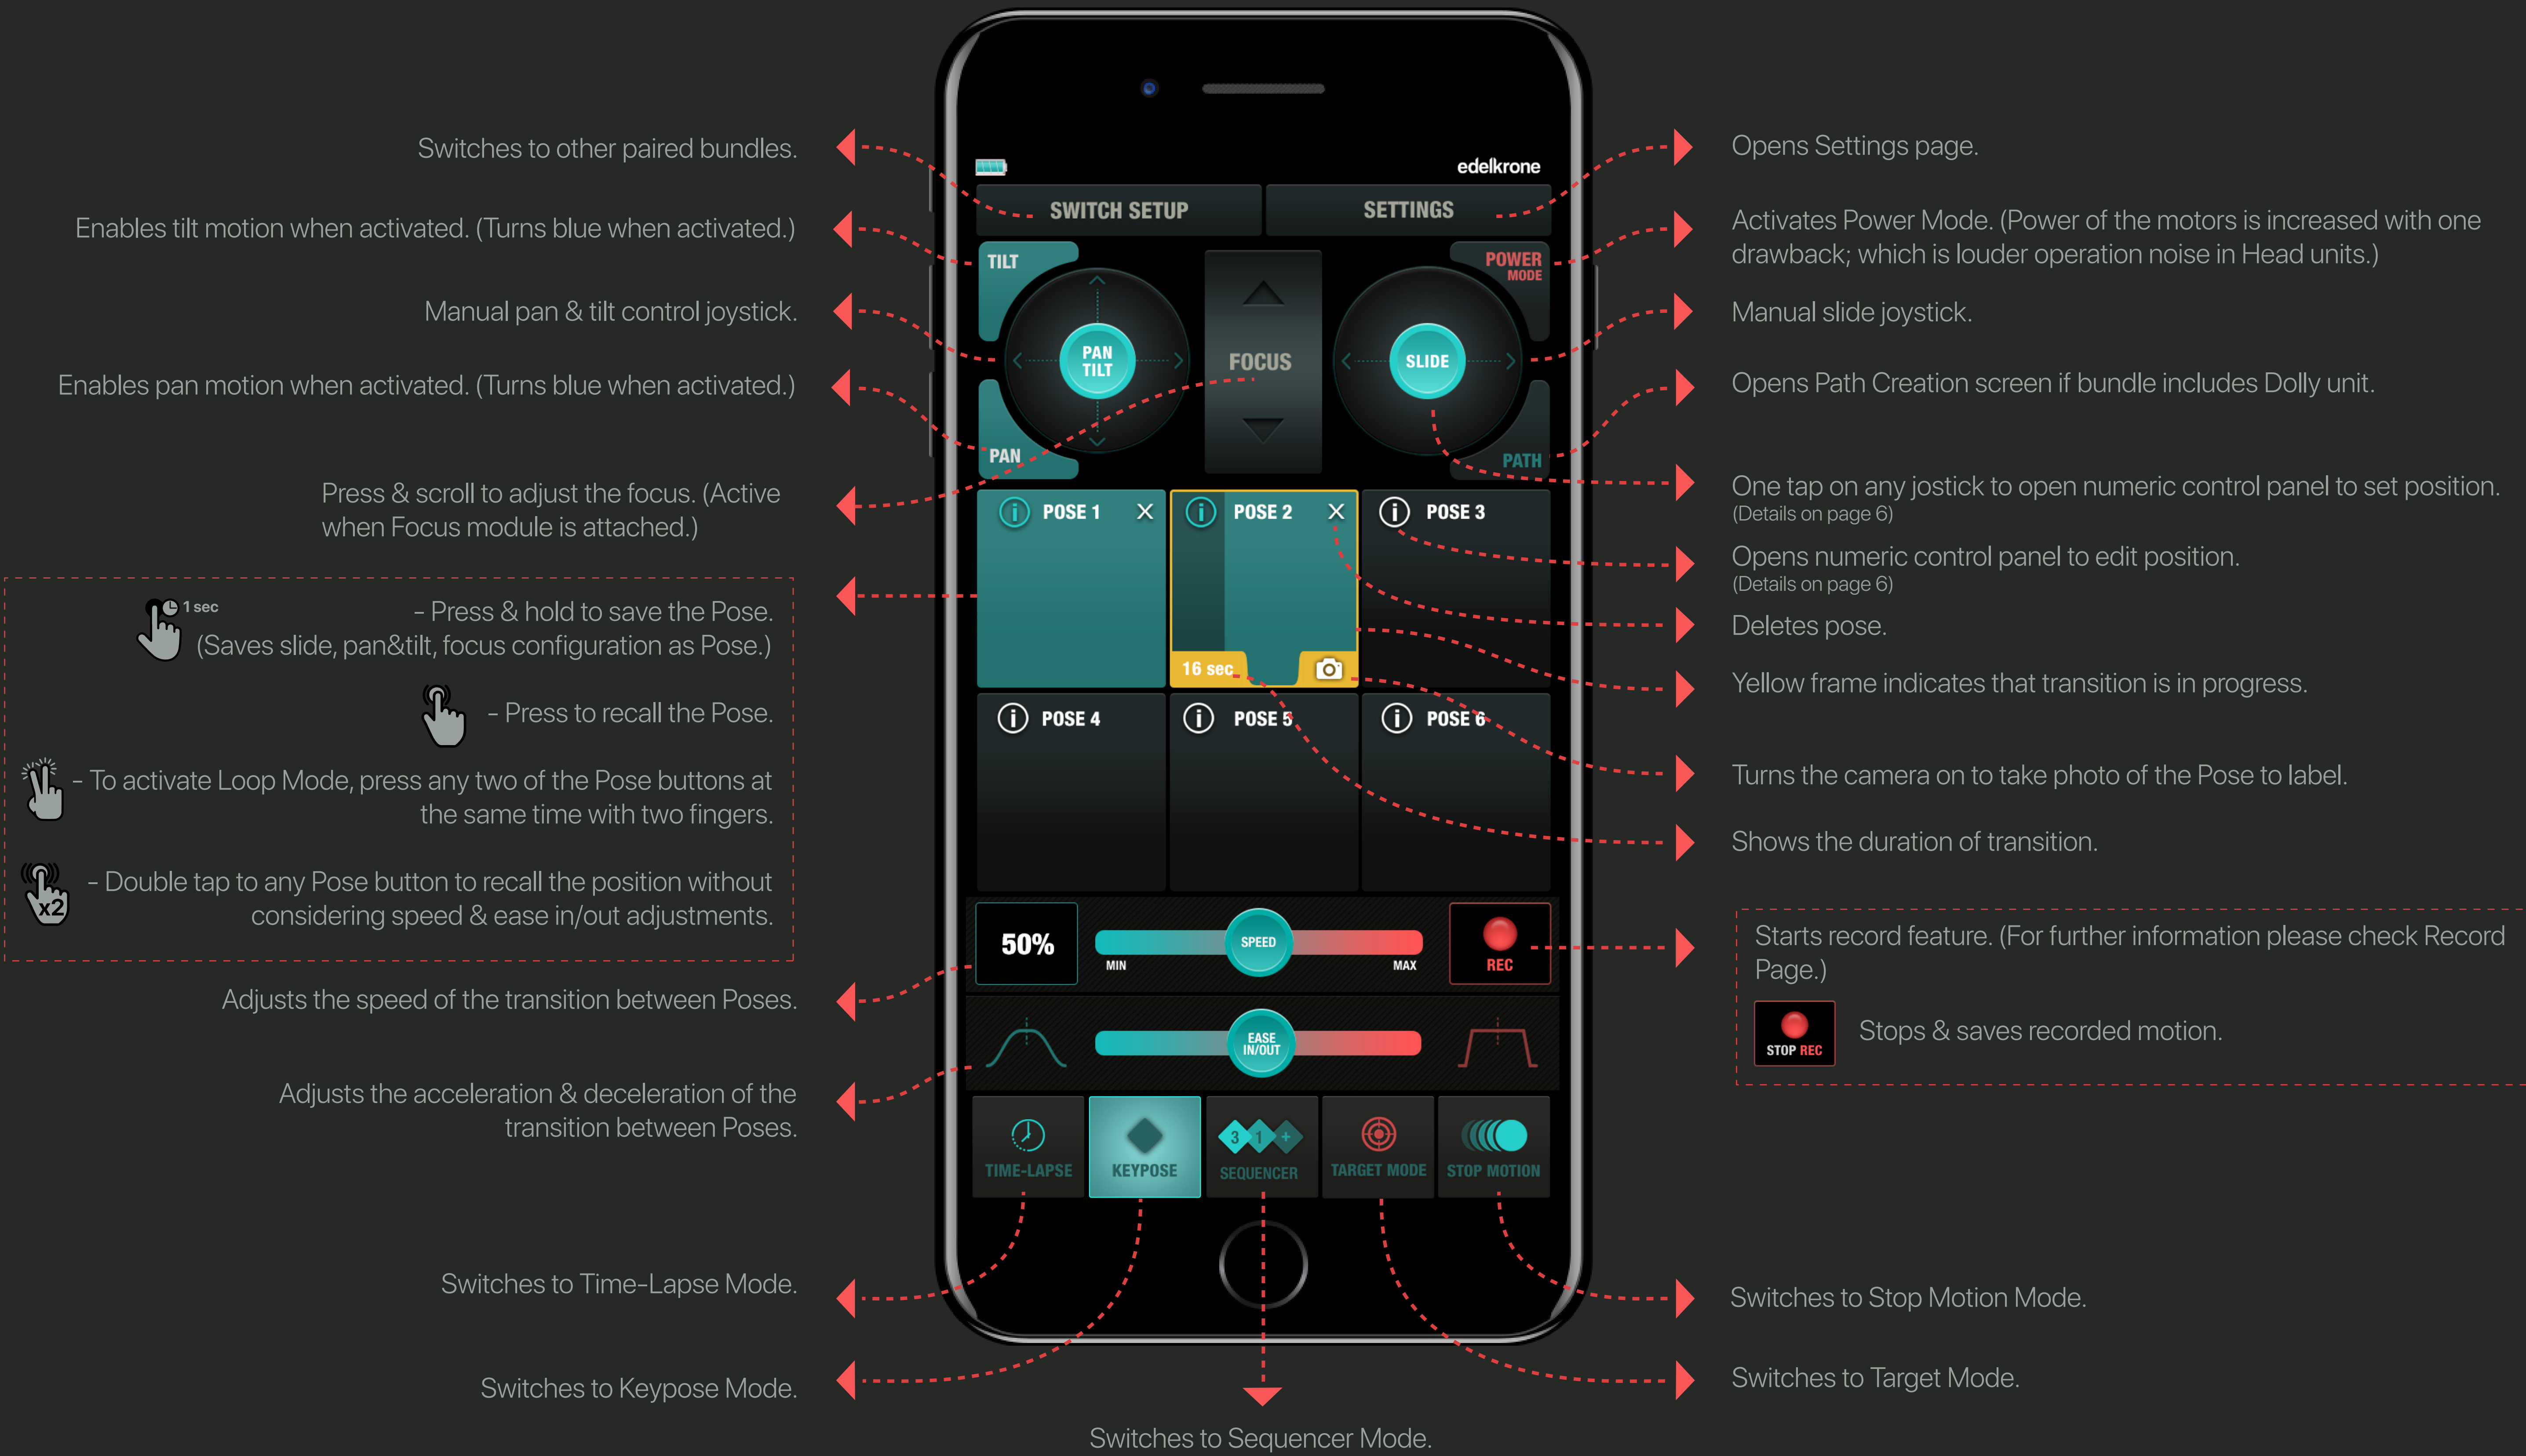 Switches to other paired bundles.
Enables tilt motion when activated. (Turns blue when activated.)
Manual pan & tilt control joystick.
Enables pan motion when activated. (Turns blue when activated.)
Press & scroll to adjust the focus. (Active
when Focus module is attached.)
1 sec
- Press & hold to save the Pose.
(Saves slide, pan&tilt, focus configuration as Pose.)
- Press to recall the Pose.
- To activate Loop Mode, press any two of the Pose buttons at
the same time with two fingers.
x2
- Double tap to any Pose button to recall the position without
considering speed & ease in/out adjustments.
Adjusts the speed of the transition between Poses.
Adjusts the acceleration & deceleration of the
transition between Poses.
Switches to Time-Lapse Mode.
Switches to Keypose Mode.
edelkrone
SWITCH SETUP
SETTINGS
TILT
PAN
TILT
PAN
FOCUS
POWER
MODE
SLIDE
PATH
i POSE 1 X
i POSE 2 X
i POSE 3
16 sec
i POSE 4
i POSE 5
i POSE 6
50%
SPEED
MIN
MAX
REC
EASE
IN/OUT
TIME-LAPSE
KEYPOSE
3 1 +
SEQUENCER
TARGET MODE
STOP MOTION
Switches to Sequencer Mode.
Opens Settings page.
Activates Power Mode. (Power of the motors is increased with one
drawback; which is louder operation noise in Head units.)
Manual slide joystick.
Opens Path Creation screen if bundle includes Dolly unit.
One tap on any jostick to open numeric control panel to set position.
(Details on page 6)
Opens numeric control panel to edit position.
(Details on page 6)
Deletes pose.
Yellow frame indicates that transition is in progress.
Turns the camera on to take photo of the Pose to label.
Shows the duration of transition.
Starts record feature. (For further information please check Record
Page.)
STOP REC
Stops & saves recorded motion.
Switches to Stop Motion Mode.
Switches to Target Mode.